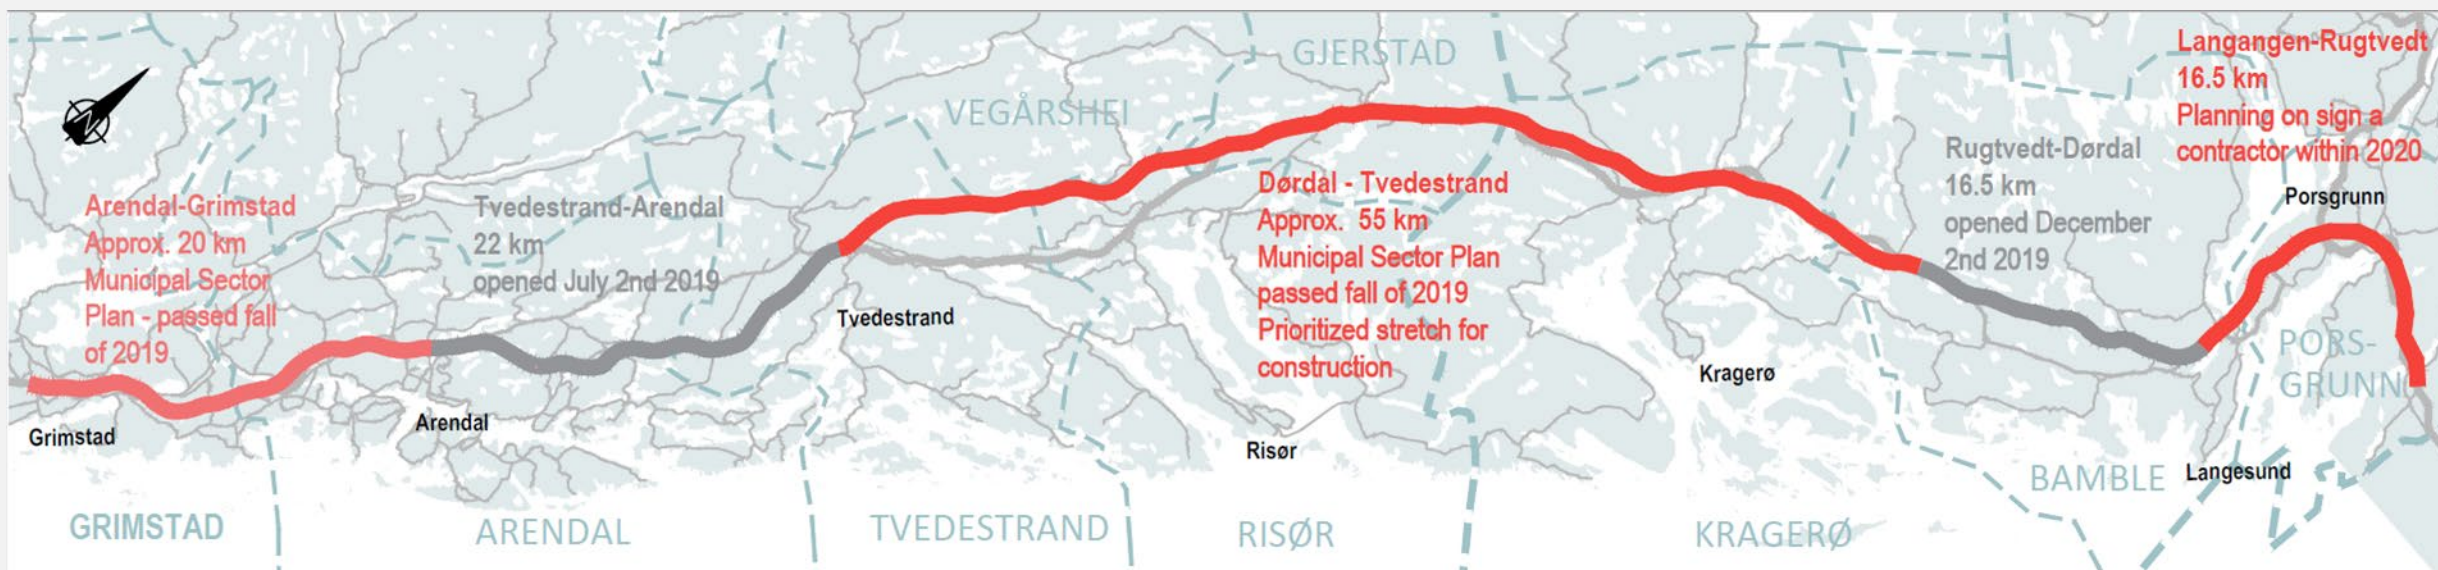 GJERSTAD
VEGÅRSHEI
Langangen-Rugtvedt
16.5 km
Planning on sign a
contractor within 2020
Rugtvedt-Dørdal
16.5 km
opened December
2nd 2019
Porsgrunn
Arendal-Grimstad
Approx. 20 km
Municipal Sector
Plan - passed fall
of 2019
Tvedestrand-Arendal
22 km
opened July 2nd 2019
Dørdal - Tvedestrand
Approx. 55 km
Municipal Sector Plan
passed fall of 2019
Prioritized stretch for
construction
Tvedestrand
Kragerø
PORS-
GRUNN
Grimstad
Arendal
Risør
Langesund
GRIMSTAD
ARENDAL
TVEDESTRAND
RISØR
KRAGERØ
BAMBLE